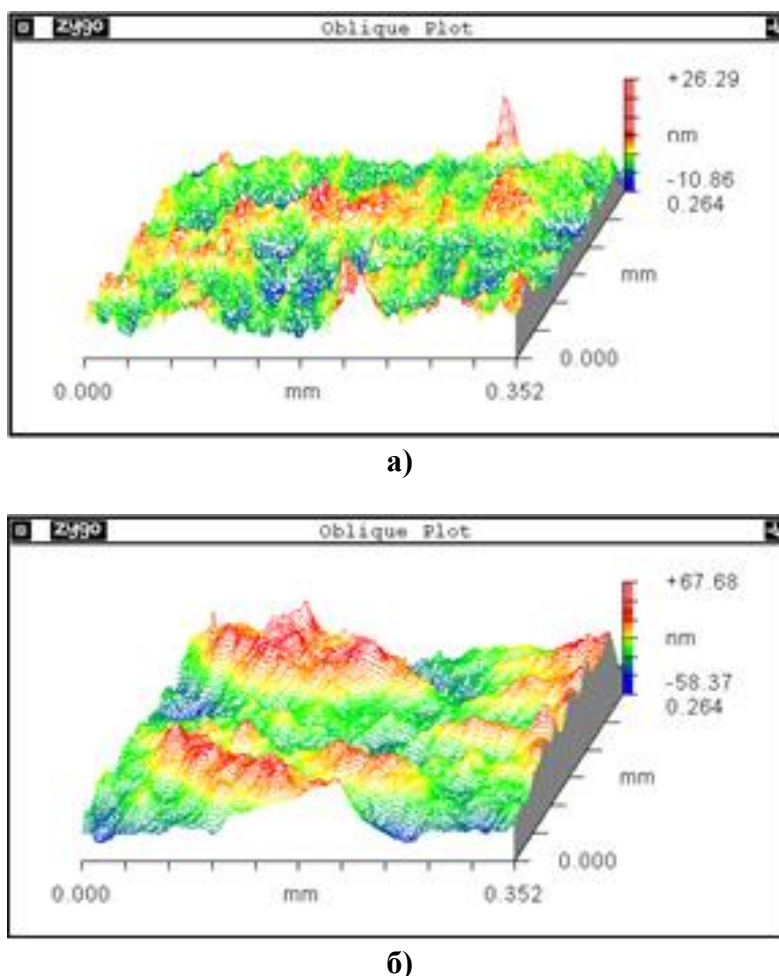 zygo Oblique Plot
+26.29
nm
-10.86
0.264
mm
0.000
0.000 mm 0.352
а)
zygo Oblique Plot
+67.68
nm
-58.37
0.264
mm
0.000
0.000 mm 0.352
б)